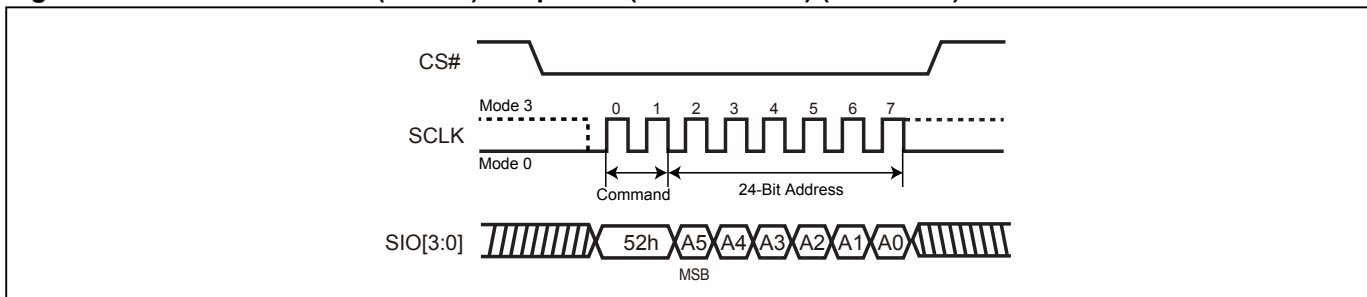 CS#
Mode 3
0 1 2 3 4 5 6 7
SCLK
Mode 0
Command
24-Bit Address
SIO[3:0]
52h A5 A4 A3 A2 A1 A0
MSB